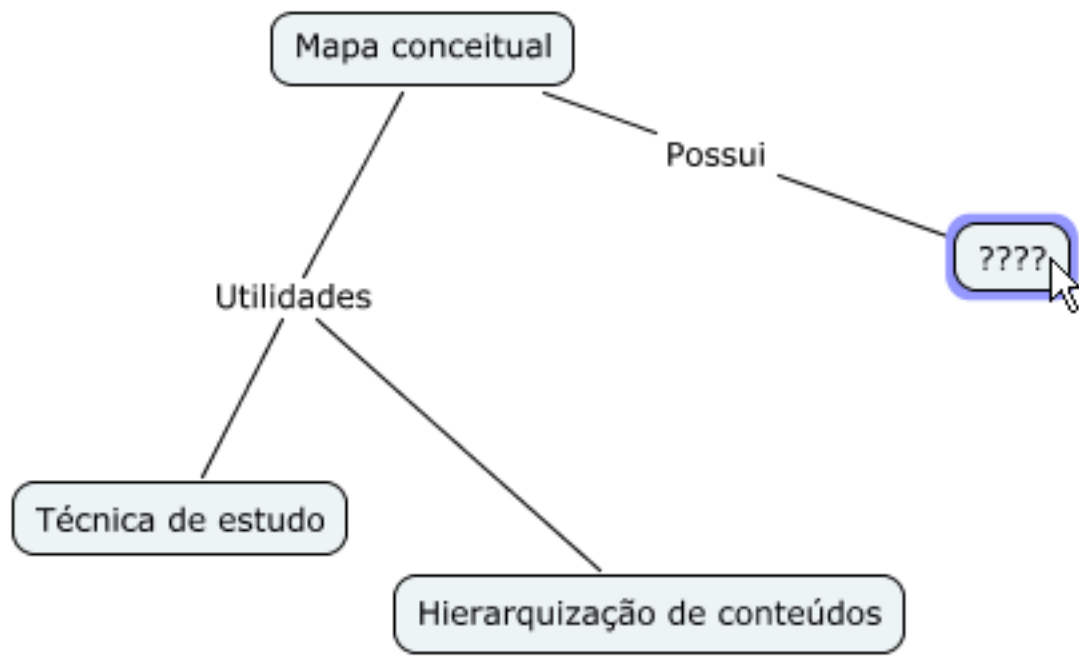 Mapa conceitual
Possui
????
Utilidades
Técnica de estudo
Hierarquização de conteúdos